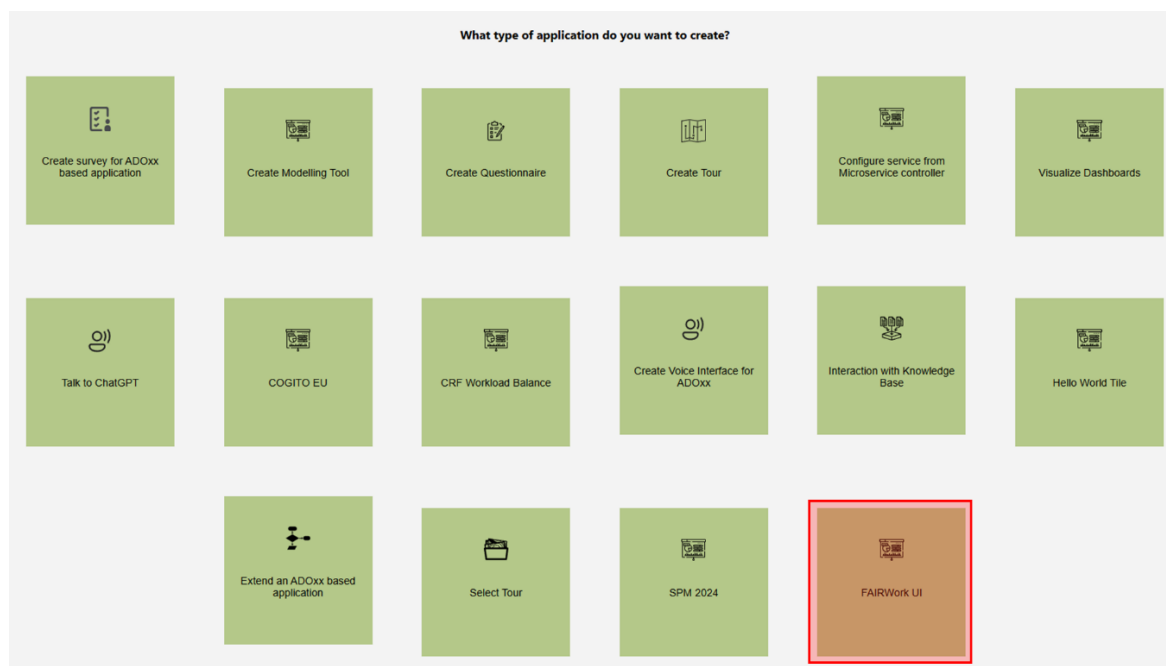 What type of application do you want to create?
Create survey for ADOxx
based application
Create Modelling Tool
Create Questionnaire
Create Tour
Configure service from
Microservice controller
Visualize Dashboards
Talk to ChatGPT
COGITO EU
CRF Workload Balance
Create Voice Interface for
ADOxx
Interaction with Knowledge
Base
Hello World Tile
Extend an ADOxx based
application
Select Tour
SPM 2024
FAIRWork UI